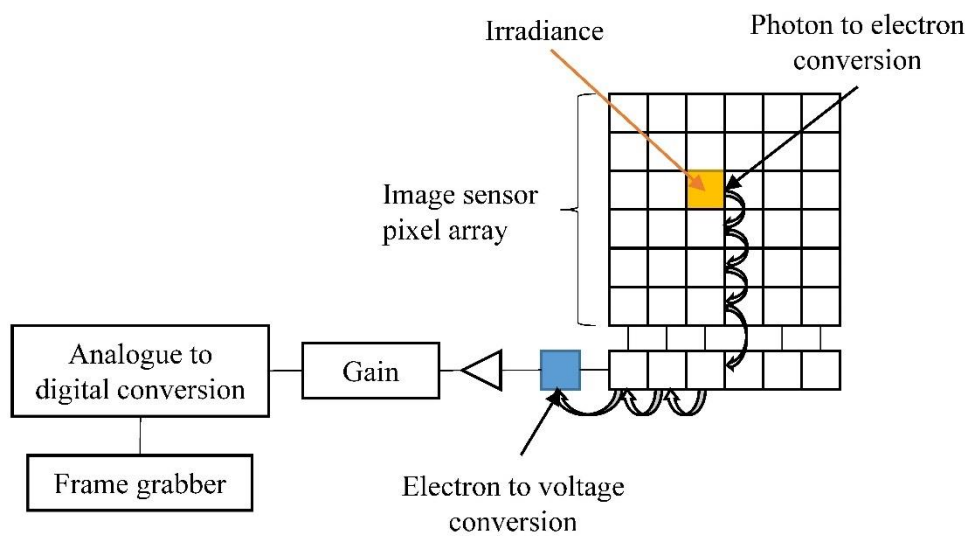 Irradiance
Photon to electron
conversion
Image sensor
pixel array
Analogue to
digital conversion
Gain
Frame grabber
Electron to voltage
conversion